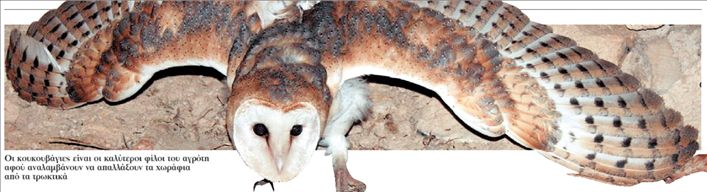 Οι κουκουβάγιες είναι οι καλύτεροι φίλοι του αγρότη
αφού αναλαμβάνουν να απαλλάξουν τα χωράφια
από τα τρωκτικά